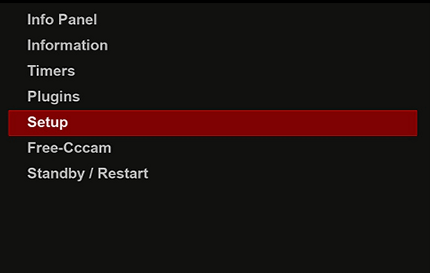 Info Panel
Information
Timers
Plugins
Setup
Free-Cccam
Standby / Restart